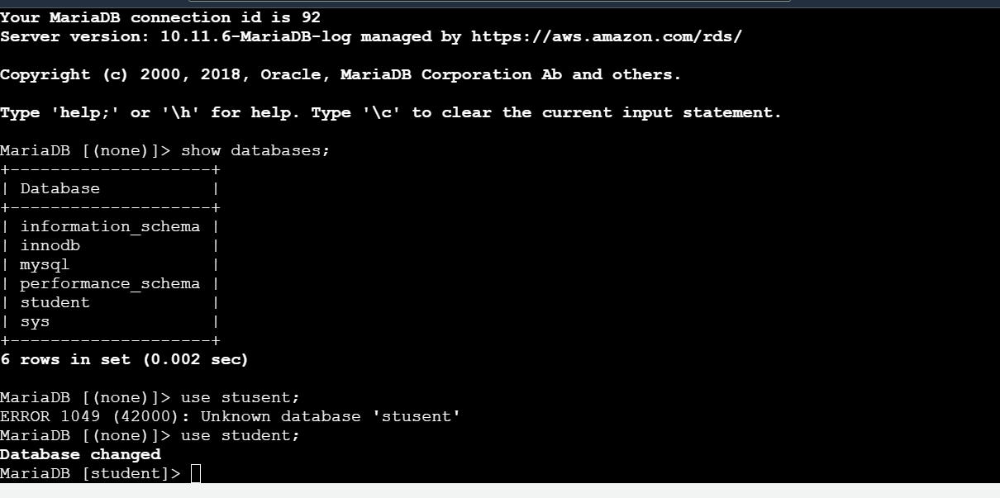 Your MariaDB connection id is 92
Server version: 10.11.6-MariaDB-log managed by https://aws.amazon.com/rds/
Copyright (c) 2000, 2018, Oracle, MariaDB Corporation Ab and others.
Type 'help;' or '\h' for help. Type '\c' to clear the current input statement.
MariaDB [(none)]> show databases;
+--------------------+
| Database           |
+--------------------+
| information_schema |
| innodb             |
| mysql              |
| performance_schema |
| student            |
| sys                |
+--------------------+
6 rows in set (0.002 sec)
MariaDB [(none)]> use stusent;
ERROR 1049 (42000): Unknown database 'stusent'
MariaDB [(none)]> use student;
Database changed
MariaDB [student]>